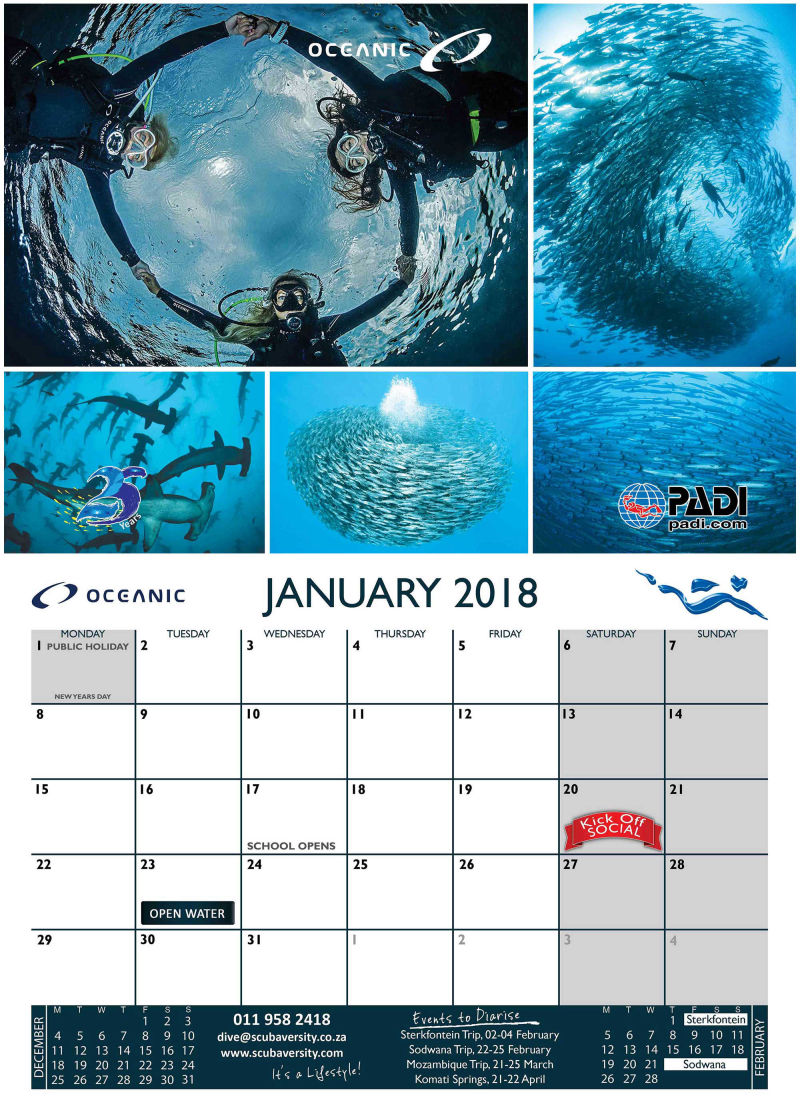 OCEANIC
Years
PADI
padi.com
OCEANIC
JANUARY 2018
MONDAY TUESDAY WEDNESDAY THURSDAY FRIDAY SATURDAY SUNDAY
1 PUBLIC HOLIDAY 2 3 4 5 6 7
NEW YEARS DAY
8 9 10 11 12 13 14
15 16 17 18 19 20 21
Kick Off
SOCIAL
SCHOOL OPENS
22 23 24 25 26 27 28
OPEN WATER
29 30 31 1 2 3 4
DECEMBER
M T W T F S S
1 2 3
4 5 6 7 8 9 10
11 12 13 14 15 16 17
18 19 20 21 22 23 24
25 26 27 28 29 30 31
011 958 2418
dive@scubaversity.co.za
www.scubaversity.com
It's a Lifestyle!
Events to Diarise
Sterkfontein Trip, 02-04 February
Sodwana Trip, 22-25 February
Mozambique Trip, 21-25 March
Komati Springs, 21-22 April
M T W T F S S
1 Sterkfontein
5 6 7 8 9 10 11
12 13 14 15 16 17 18
19 20 21 Sodwana
26 27 28
FEBRUARY